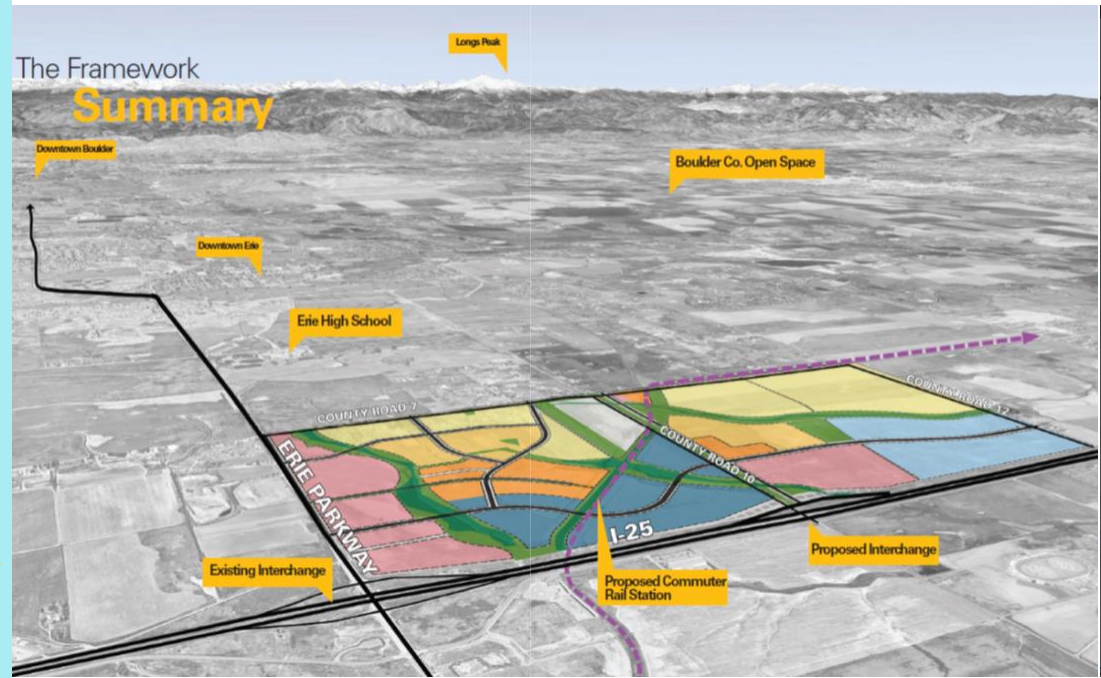 The Framework
Summary
Longs Peak
Downtown Boulder
Boulder Co. Open Space
Downtown Erie
Erie High School
COUNTY ROAD 7
COUNTY ROAD 12
ERIE PARKWAY
COUNTY ROAD 10
I-25
Existing Interchange
Proposed Interchange
Proposed Commuter
Rail Station